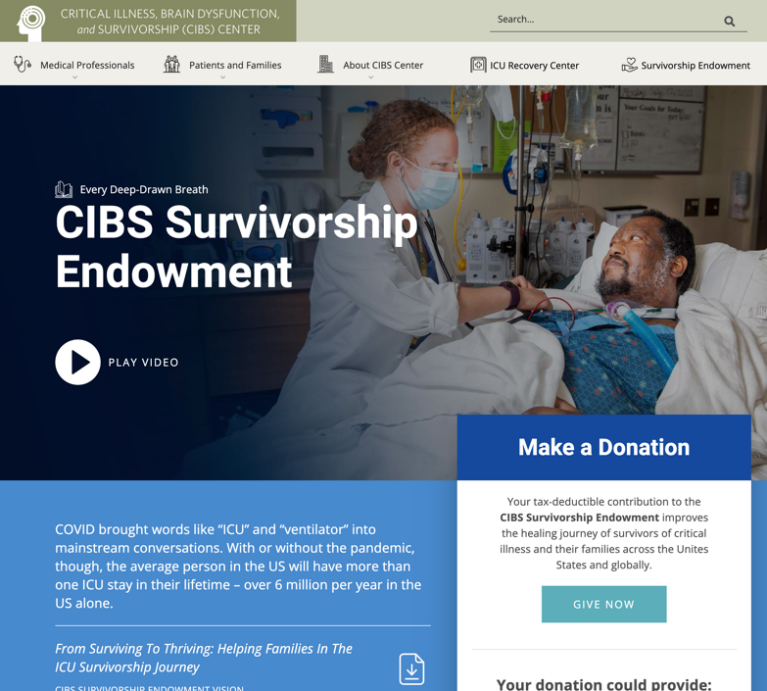 CRITICAL ILLNESS, BRAIN DYSFUNCTION,
and SURVIVORSHIP (CIBS) CENTER
Search...
Medical Professionals
Patients and Families
About CIBS Center
ICU Recovery Center
Survivorship Endowment
Your Goals for Today:
Every Deep-Drawn Breath
CIBS Survivorship
Endowment
PLAY VIDEO
COVID brought words like “ICU” and “ventilator” into
mainstream conversations. With or without the pandemic,
though, the average person in the US will have more than
one ICU stay in their lifetime – over 6 million per year in the
US alone.
From Surviving To Thriving: Helping Families In The
ICU Survivorship Journey
CIBS SURVIVORSHIP ENDOWMENT VISION
Make a Donation
Your tax-deductible contribution to the
CIBS Survivorship Endowment improves
the healing journey of survivors of critical
illness and their families across the Unites
States and globally.
GIVE NOW
Your donation could provide: